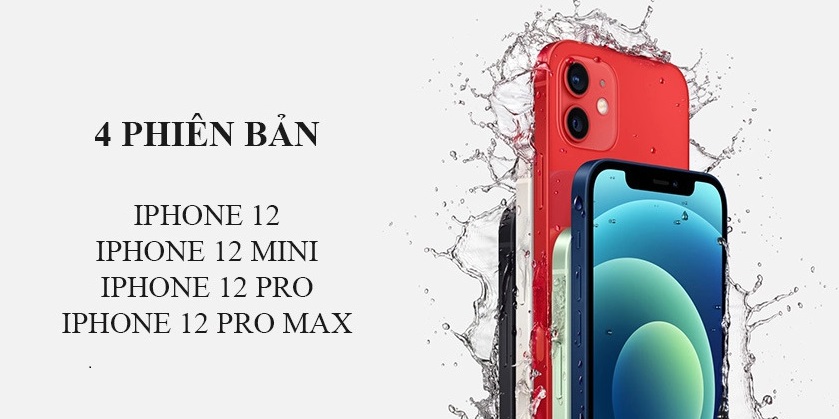 4 PHIÊN BẢN
IPHONE 12
IPHONE 12 MINI
IPHONE 12 PRO
IPHONE 12 PRO MAX
.